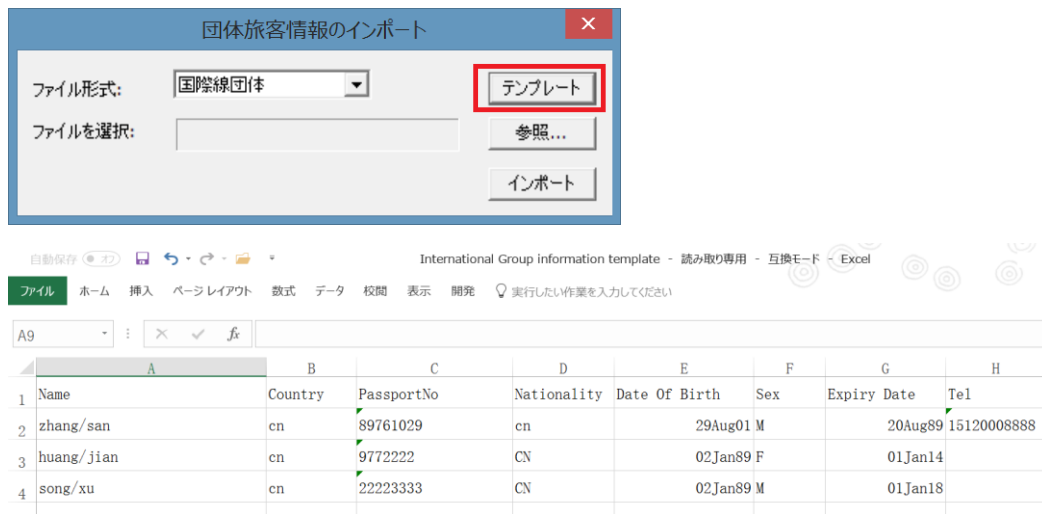 団体旅客情報のインポート
ファイル形式: 国際線団体 テンプレート
ファイルを選択: 参照...
インポート
自動保存 オフ International Group information template - 読み取り専用 - 互換モード - Excel
ファイル ホーム 挿入 ページ レイアウト 数式 データ 校閲 表示 開発 実行したい作業を入力してください
A9 fx
A B C D E F G H
1 Name Country PassportNo Nationality Date Of Birth Sex Expiry Date Tel
2 zhang/san cn 89761029 cn 29Aug01 M 20Aug89 15120008888
3 huang/jian cn 9772222 CN 02Jan89 F 01Jan14
4 song/xu cn 22223333 CN 02Jan89 M 01Jan18